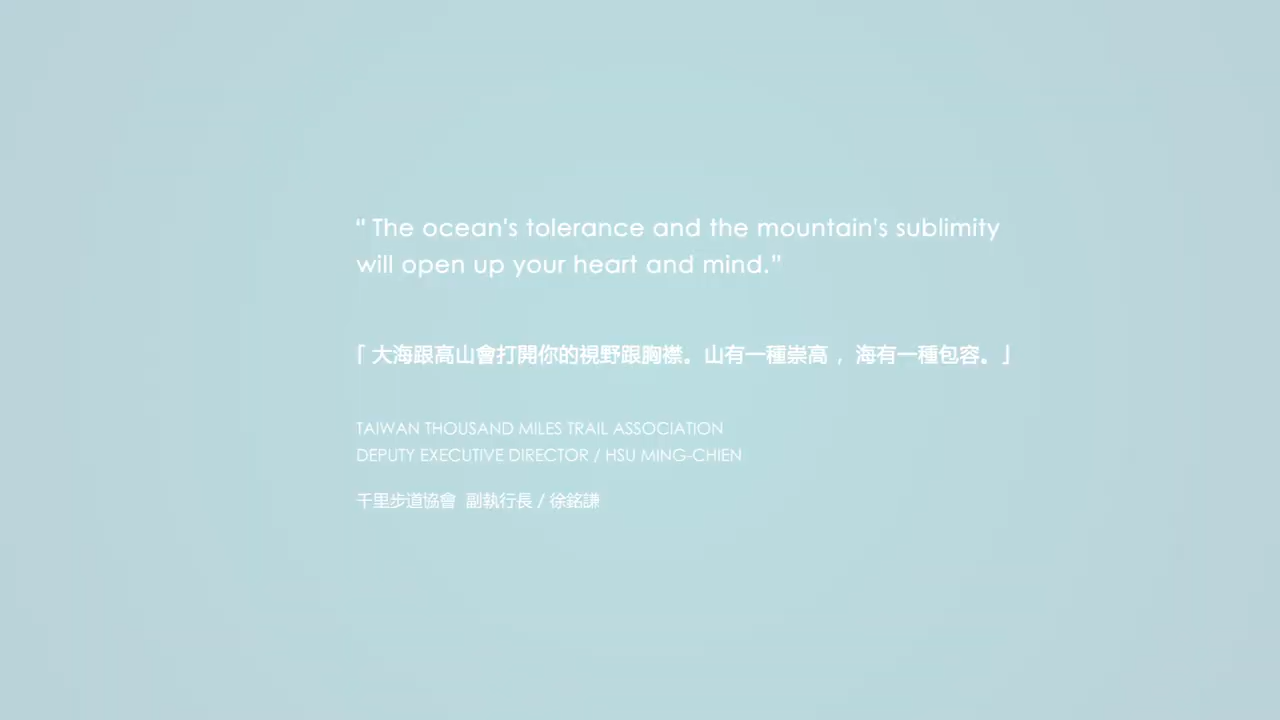 " The ocean's tolerance and the mountain's sublimity
will open up your heart and mind."
「 大海跟高山會打開你的視野跟胸襟。山有一種崇高 ，海有一種包容。」
TAIWAN THOUSAND MILES TRAIL ASSOCIATION
DEPUTY EXECUTIVE DIRECTOR / HSU MING-CHIEN
千里步道協會 副執行長 / 徐銘謙